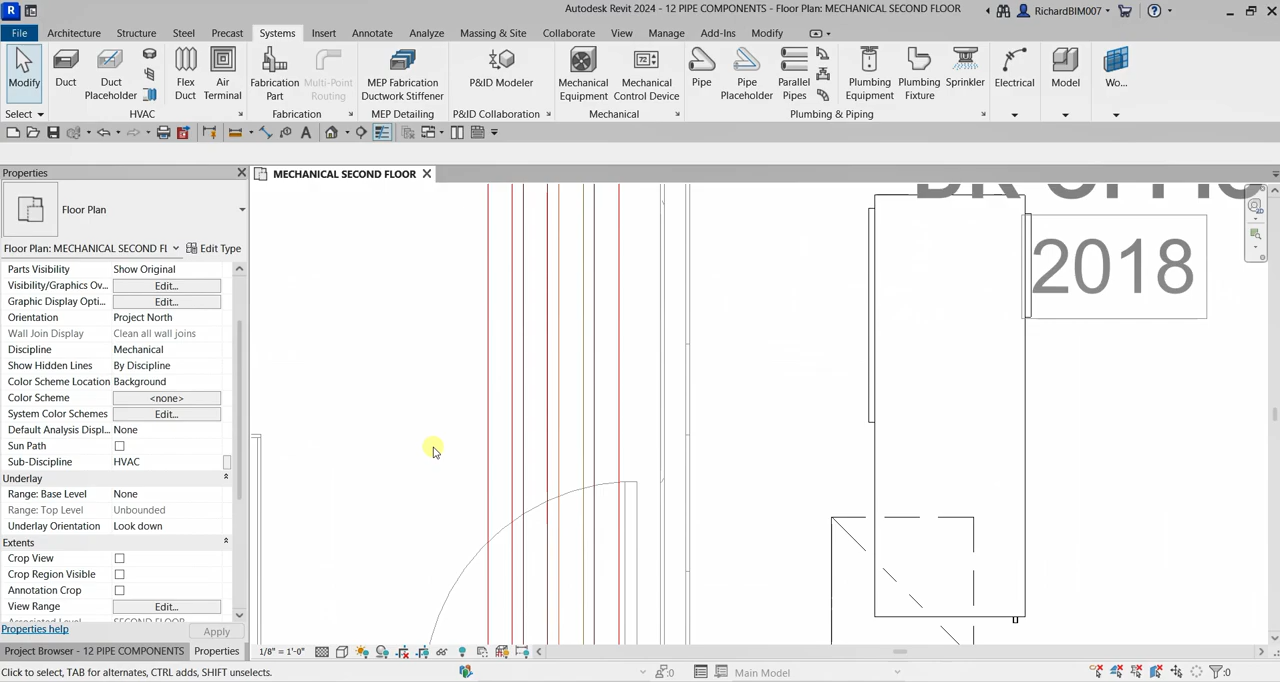 Autodesk Revit 2024 - 12 PIPE COMPONENTS - Floor Plan: MECHANICAL SECOND FLOOR
RichardBIM007
File Architecture Structure Steel Precast Systems Insert Annotate Analyze Massing & Site Collaborate View Manage Add-Ins Modify
Modify
Duct
Duct Placeholder
Flex Duct
Air Terminal
Fabrication Part
Multi-Point Routing
MEP Fabrication Ductwork Stiffener
P&ID Modeler
Mechanical Equipment
Mechanical Control Device
Pipe
Pipe Placeholder
Parallel Pipes
Plumbing Equipment
Plumbing Fixture
Sprinkler
Electrical
Model
Wo...
Select HVAC Fabrication MEP Detailing P&ID Collaboration Mechanical Plumbing & Piping
Properties
MECHANICAL SECOND FLOOR
Floor Plan
Floor Plan: MECHANICAL SECOND FL Edit Type
Parts Visibility Show Original
Visibility/Graphics Ov... Edit...
Graphic Display Opti... Edit...
Orientation Project North
Wall Join Display Clean all wall joins
Discipline Mechanical
Show Hidden Lines By Discipline
Color Scheme Location Background
Color Scheme <none>
System Color Schemes Edit...
Default Analysis Displ... None
Sun Path
Sub-Discipline HVAC
Underlay
Range: Base Level None
Range: Top Level Unbounded
Underlay Orientation Look down
Extents
Crop View
Crop Region Visible
Annotation Crop
View Range Edit...
Associated Level SECOND FLOOR
Properties help Apply
Project Browser - 12 PIPE COMPONENTS Properties
2018
1/8" = 1'-0"
Click to select, TAB for alternates, CTRL adds, SHIFT unselects.
:0
Main Model
:0